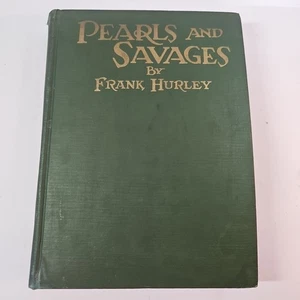 PEARLS AND
SAVAGES
BY
FRANK HURLEY